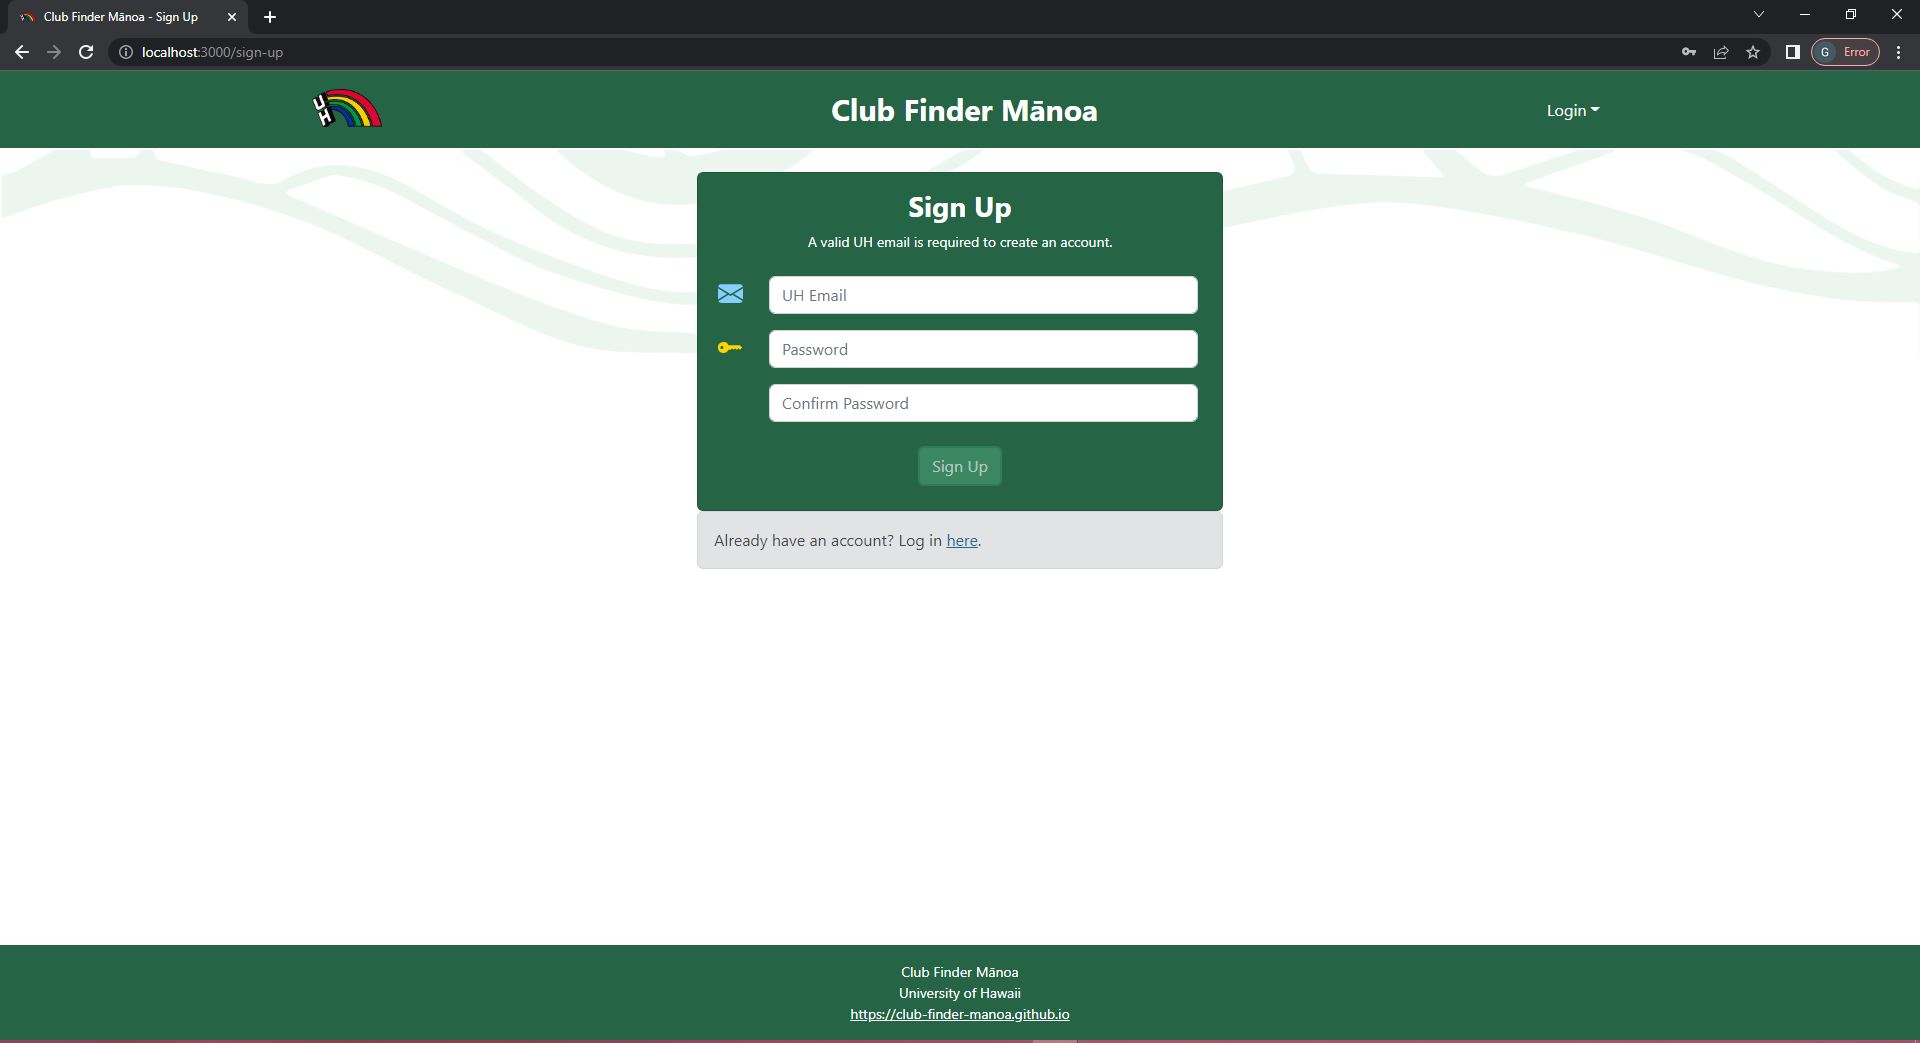 Club Finder Mānoa - Sign Up
localhost:3000/sign-up
G Error
UH
Club Finder Mānoa
Login
Sign Up
A valid UH email is required to create an account.
UH Email
Password
Confirm Password
Sign Up
Already have an account? Log in here.
Club Finder Mānoa
University of Hawaii
https://club-finder-manoa.github.io